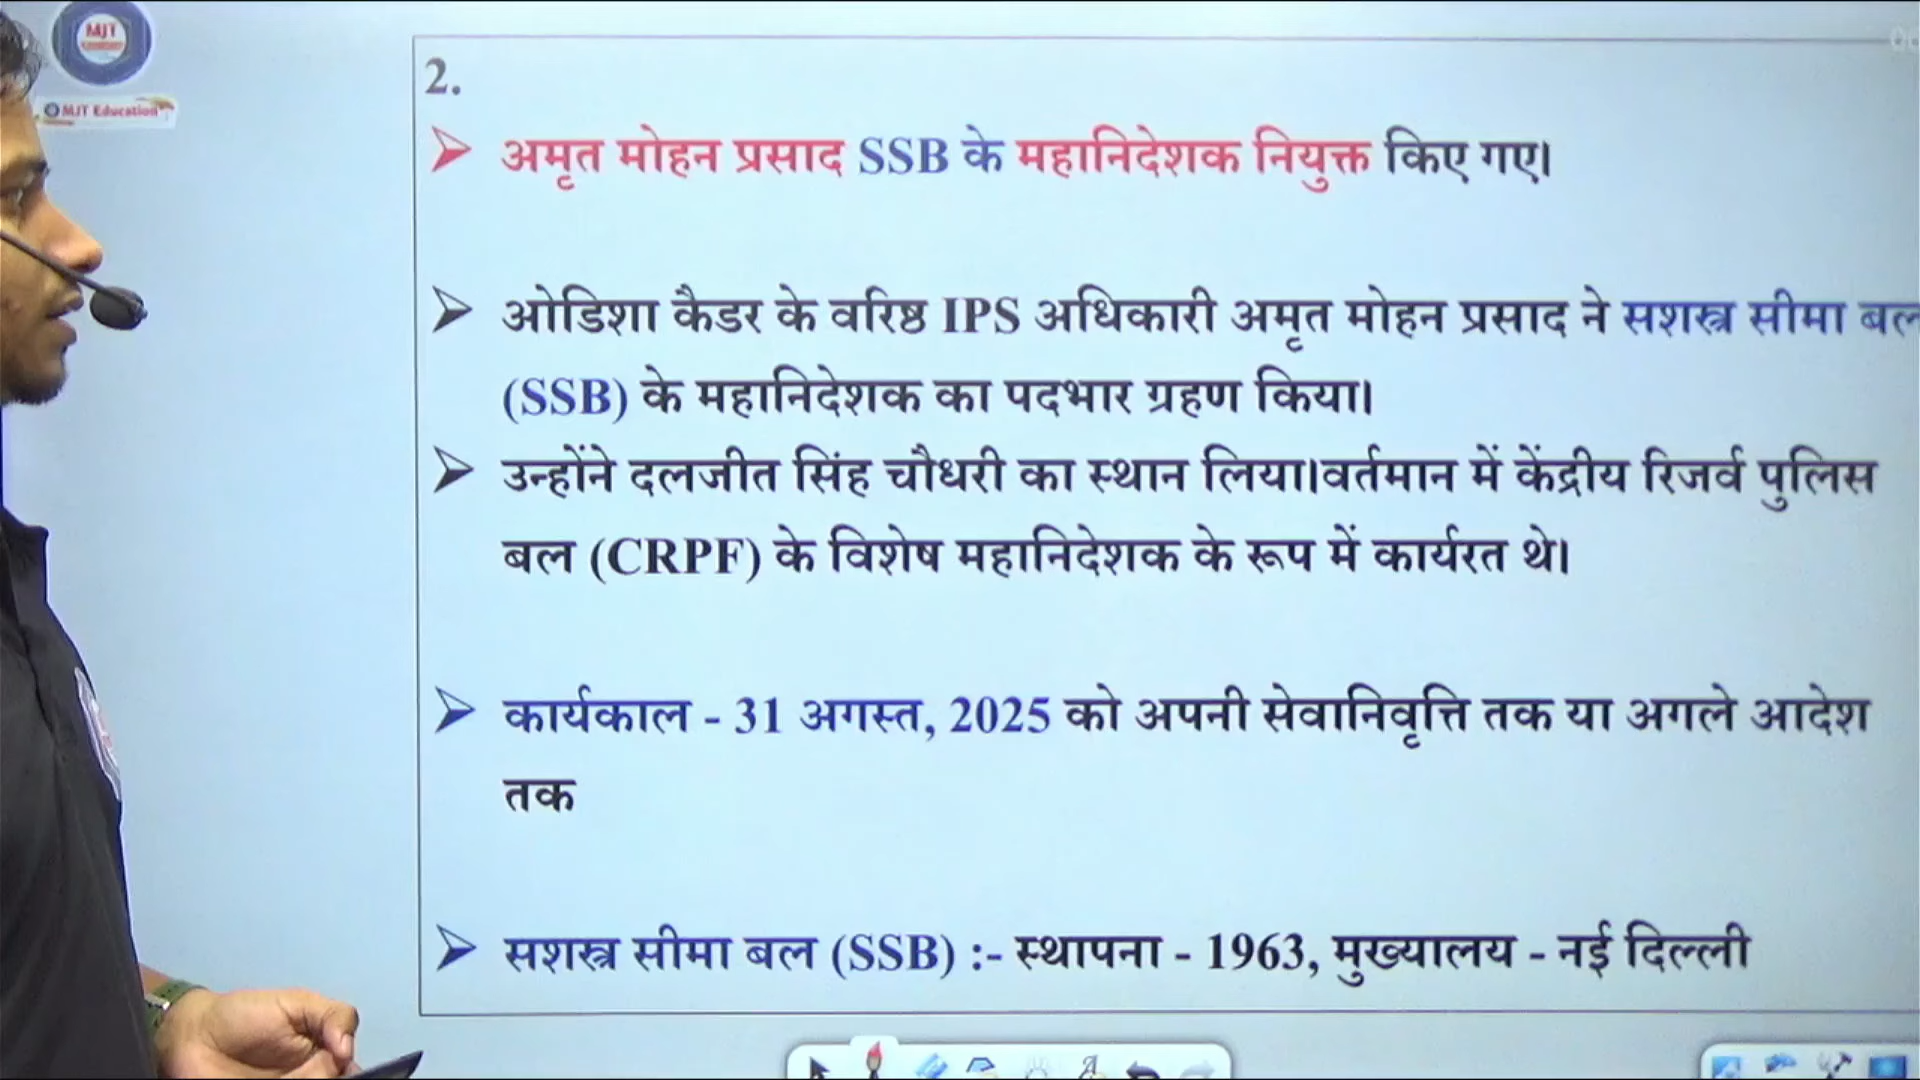 MJT
MJT Education
2.
अमृत मोहन प्रसाद SSB के महानिदेशक नियुक्त किए गए।
ओडिशा कैडर के वरिष्ठ IPS अधिकारी अमृत मोहन प्रसाद ने सशस्त्र सीमा बल
(SSB) के महानिदेशक का पदभार ग्रहण किया।
उन्होंने दलजीत सिंह चौधरी का स्थान लिया।वर्तमान में केंद्रीय रिजर्व पुलिस
बल (CRPF) के विशेष महानिदेशक के रूप में कार्यरत थे।
कार्यकाल - 31 अगस्त, 2025 को अपनी सेवानिवृत्ति तक या अगले आदेश
तक
सशस्त्र सीमा बल (SSB) :- स्थापना - 1963, मुख्यालय - नई दिल्ली